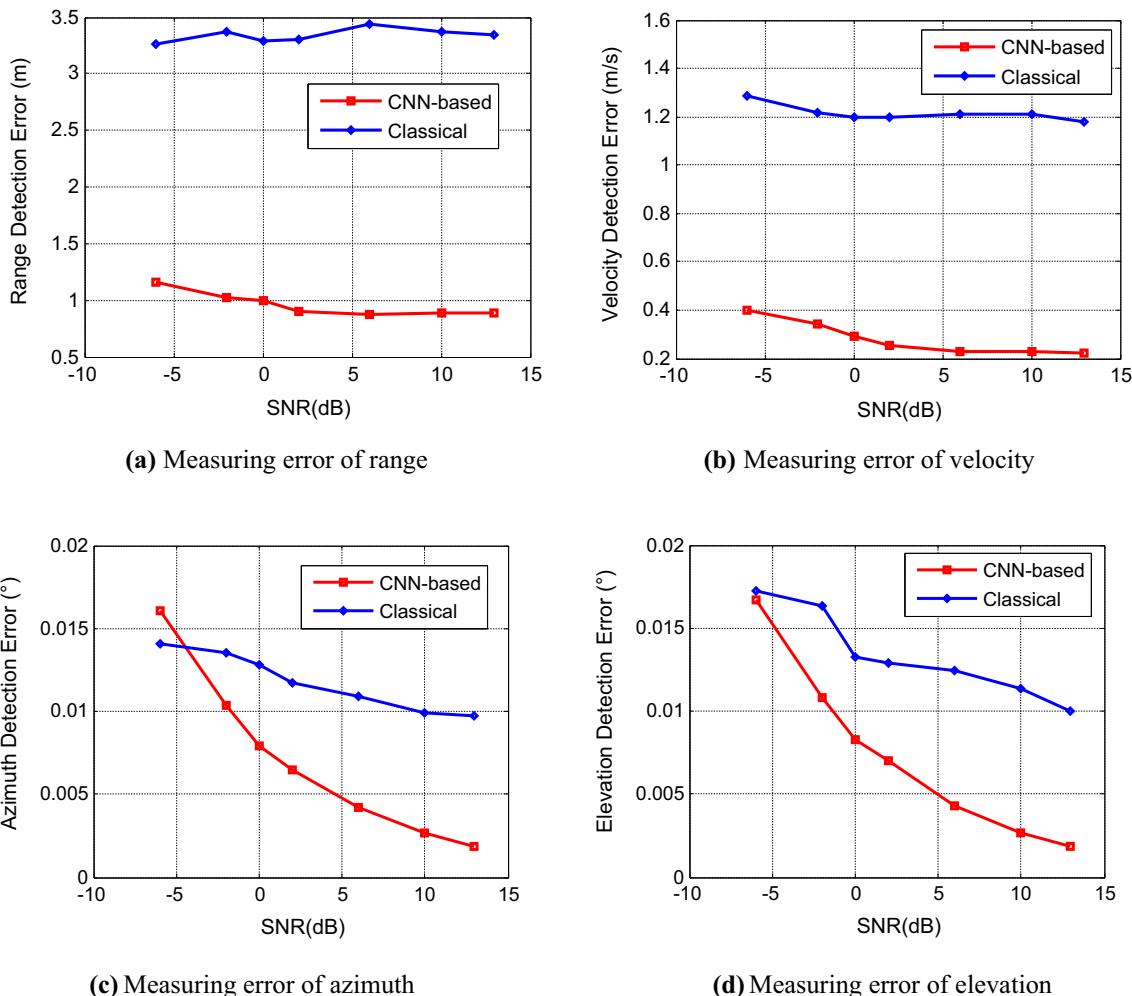 3.5
3
2.5
2
1.5
1
0.5
Range Detection Error (m)
CNN-based
Classical
-10 -5 0 5 10 15
SNR(dB)
(a) Measuring error of range
1.6
1.4
1.2
1
0.8
0.6
0.4
0.2
Velocity Detection Error (m/s)
CNN-based
Classical
-10 -5 0 5 10 15
SNR(dB)
(b) Measuring error of velocity
0.02
0.015
0.01
0.005
0
Azimuth Detection Error (°)
CNN-based
Classical
-10 -5 0 5 10 15
SNR(dB)
(c) Measuring error of azimuth
0.02
0.015
0.01
0.005
0
Elevation Detection Error (°)
CNN-based
Classical
-10 -5 0 5 10 15
SNR(dB)
(d) Measuring error of elevation